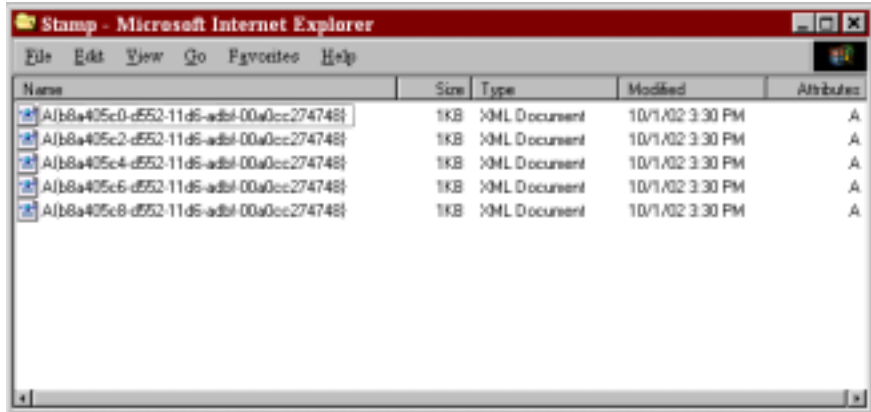 Stamp - Microsoft Internet Explorer
File Edit View Go Favorites Help
Name Size Type Modified Attributes
A{b8a405c0-d552-11d6-adbf-00a0cc274748} 1KB XML Document 10/1/02 3:30 PM A
A{b8a405c2-d552-11d6-adbf-00a0cc274748} 1KB XML Document 10/1/02 3:30 PM A
A{b8a405c4-d552-11d6-adbf-00a0cc274748} 1KB XML Document 10/1/02 3:30 PM A
A{b8a405c6-d552-11d6-adbf-00a0cc274748} 1KB XML Document 10/1/02 3:30 PM A
A{b8a405c8-d552-11d6-adbf-00a0cc274748} 1KB XML Document 10/1/02 3:30 PM A